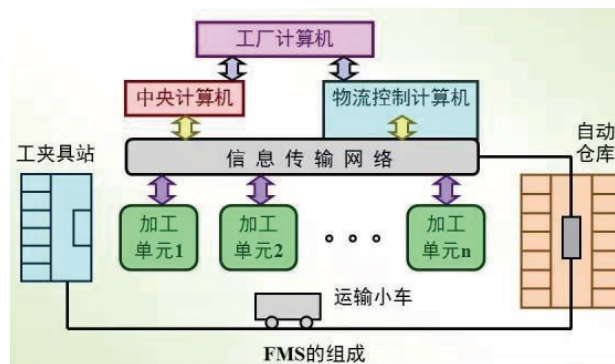 工厂计算机
中央计算机
物流控制计算机
工夹具站
信息传输网络
自动
仓库
加工
单元1
加工
单元2
加工
单元n
运输小车
FMS的组成